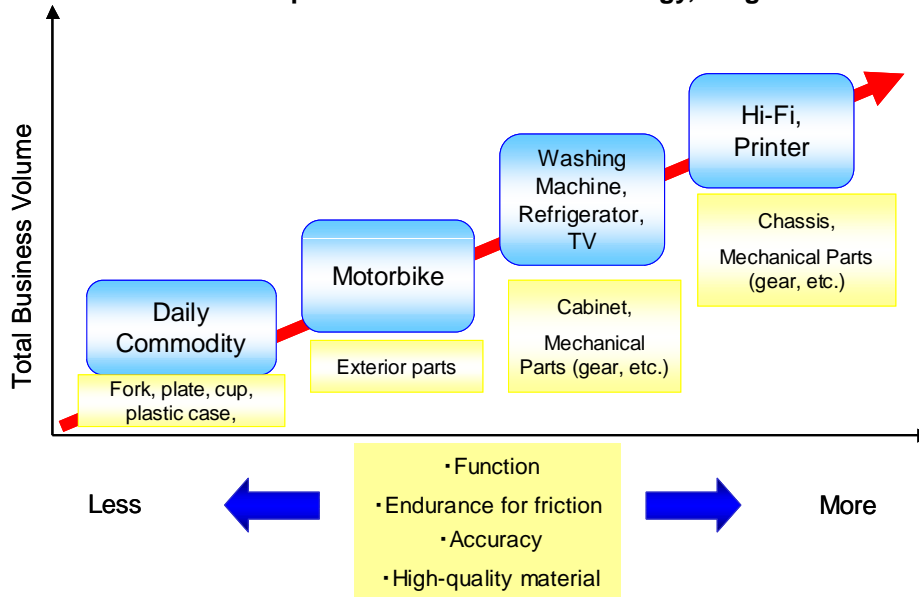 Total Business Volume
Hi-Fi,
Printer
Washing
Machine,
Refrigerator,
TV
Chassis,
Mechanical Parts
(gear, etc.)
Motorbike
Daily
Commodity
Cabinet,
Mechanical
Parts (gear, etc.)
Exterior parts
Fork, plate, cup,
plastic case,
・Function
Less
・Endurance for friction
More
・Accuracy
・High-quality material